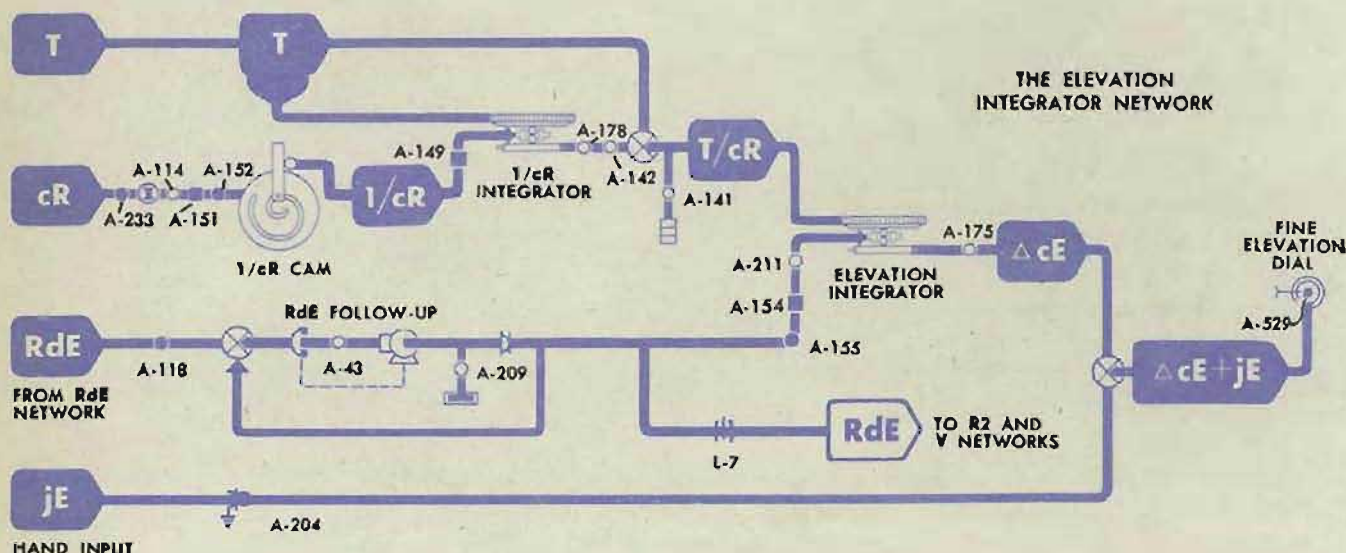 THE ELEVATION
INTEGRATOR NETWORK
T
T
A-178
A-142
A-149
1/cR
INTEGRATOR
T/cR
A-141
cR
A-114
A-152
A-233
A-151
1/cR
1/cR CAM
A-211
A-154
A-155
ELEVATION
INTEGRATOR
A-175
ΔcE
FINE
ELEVATION
DIAL
A-529
RdE
FROM RdE
NETWORK
A-118
RdE FOLLOW-UP
A-43
A-209
ΔcE+jE
L-7
RdE
TO R2 AND
V NETWORKS
jE
HAND INPUT
A-204